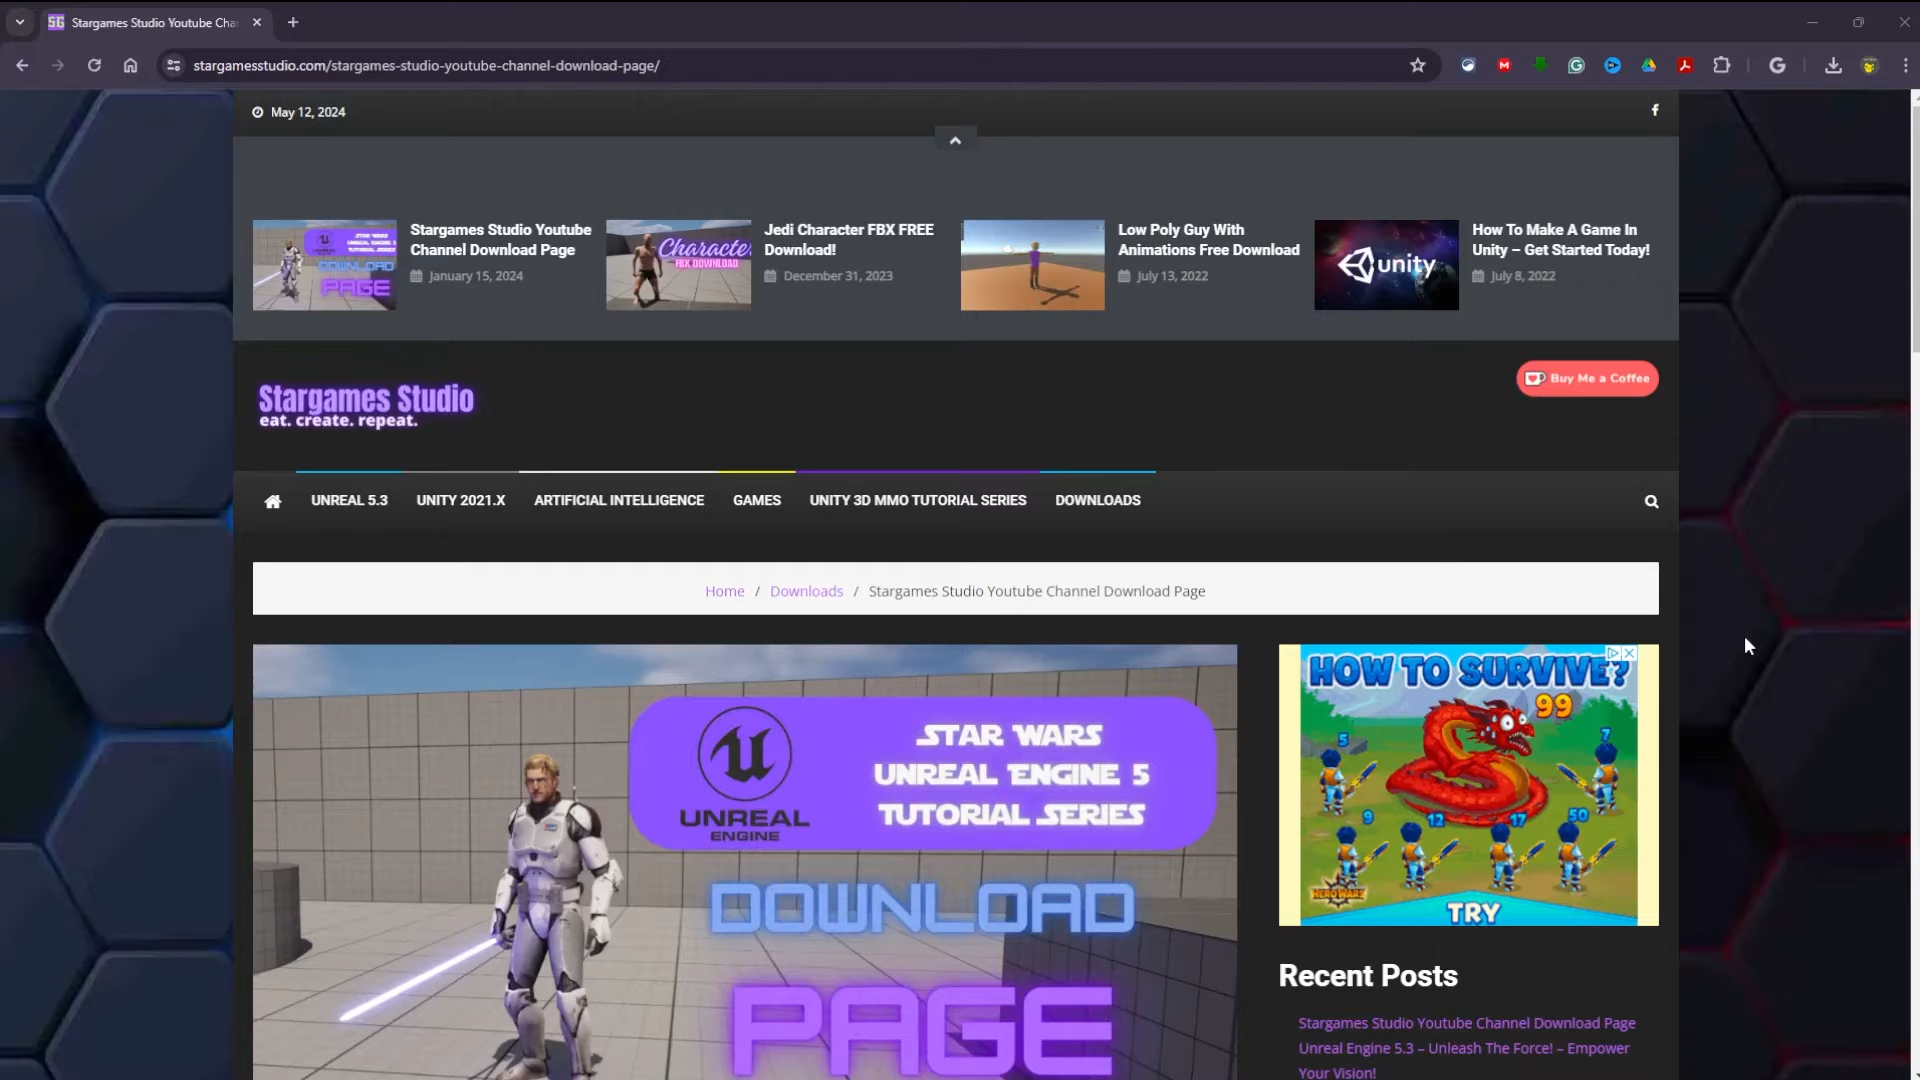 SG Stargames Studio Youtube Cha
stargamesstudio.com/stargames-studio-youtube-channel-download-page/
May 12, 2024
STAR WARS
UNREAL ENGINE 5
DOWNLOAD
PAGE
Stargames Studio Youtube
Channel Download Page
January 15, 2024
Character
FBX DOWNLOAD
Jedi Character FBX FREE
Download!
December 31, 2023
Low Poly Guy With
Animations Free Download
July 13, 2022
unity
How To Make A Game In
Unity – Get Started Today!
July 8, 2022
Stargames Studio
eat. create. repeat.
Buy Me a Coffee
UNREAL 5.3 UNITY 2021.X ARTIFICIAL INTELLIGENCE GAMES UNITY 3D MMO TUTORIAL SERIES DOWNLOADS
Home / Downloads / Stargames Studio Youtube Channel Download Page
UNREAL
ENGINE
STAR WARS
UNREAL ENGINE 5
TUTORIAL SERIES
DOWNLOAD
PAGE
HOW TO SURVIVE?
99
5
7
9
12
17
50
HERO WARS
TRY
Recent Posts
Stargames Studio Youtube Channel Download Page
Unreal Engine 5.3 – Unleash The Force! – Empower
Your Vision!